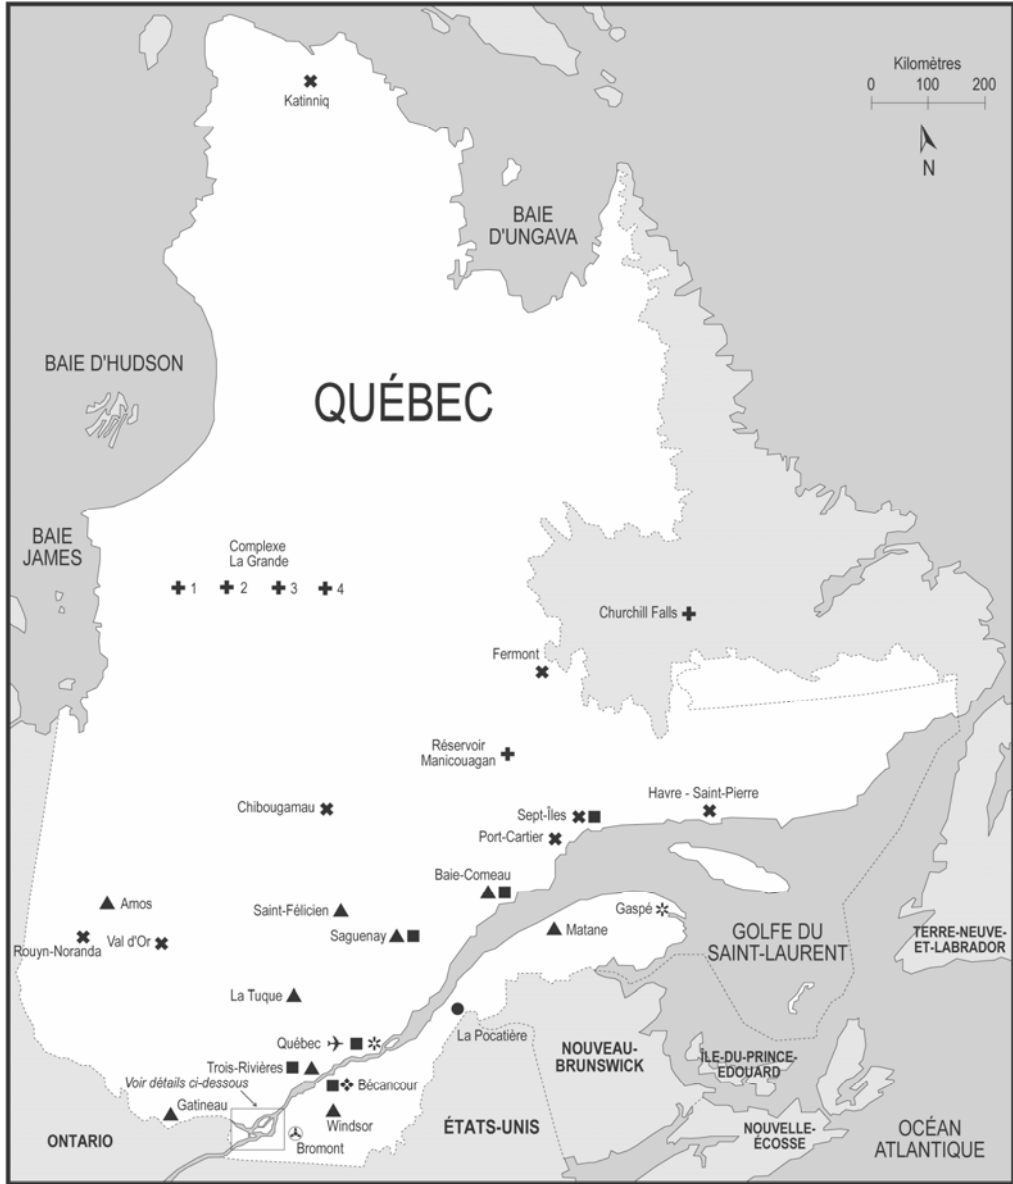 Kilomètres
0 100 200
N
Katinniq
BAIE
D'UNGAVA
BAIE D'HUDSON
QUÉBEC
BAIE
JAMES
Complexe
La Grande
1 2 3 4
Churchill Falls
Fermont
Réservoir
Manicouagan
Havre - Saint-Pierre
Chibougamau
Sept-Îles
Port-Cartier
Baie-Comeau
Amos
Saint-Félicien
Gaspé
Matane
Saguenay
Rouyn-Noranda
Val d'Or
GOLFE DU
SAINT-LAURENT
TERRE-NEUVE-
ET-LABRADOR
La Tuque
La Pocatière
Québec
NOUVEAU-
BRUNSWICK
ÎLE-DU-PRINCE-
EDOUARD
Trois-Rivières
Voir détails ci-dessous
Bécancour
Gatineau
Windsor
ONTARIO
Bromont
ÉTATS-UNIS
NOUVELLE-
ÉCOSSE
OCÉAN
ATLANTIQUE